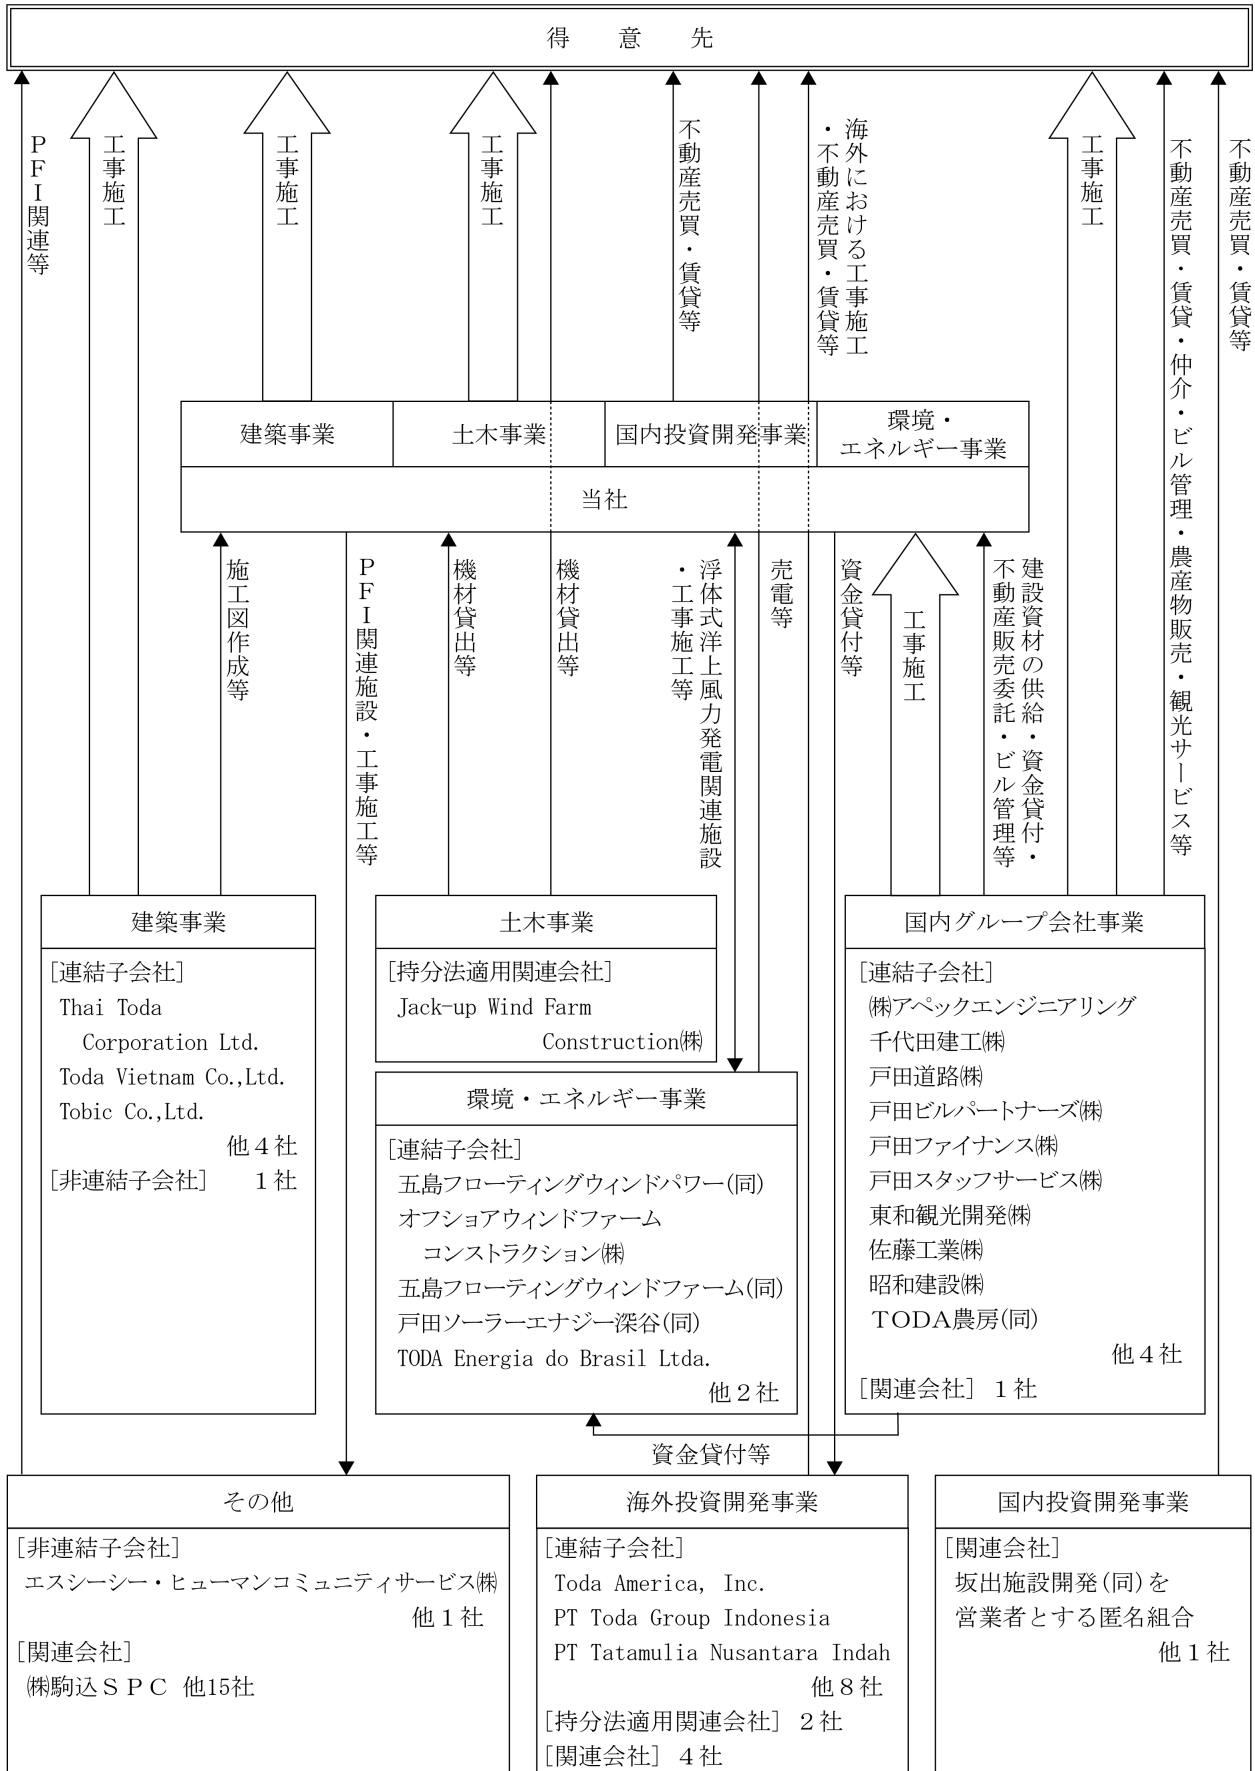 得意先
PFI関連等
工事施工
工事施工
工事施工
不動産売買・賃貸等
海外における工事施工
・不動産売買・賃貸等
工事施工
不動産売買・賃貸・仲介・ビル管理・農産物販売・観光サービス等
不動産売買・賃貸等
建築事業
土木事業
国内投資開発事業
環境・
エネルギー事業
当社
施工図作成等
PFI関連施設・工事施工等
機材貸出等
機材貸出等
浮体式洋上風力発電関連施設
・工事施工等
売電等
資金貸付等
工事施工
建設資材の供給・資金貸付・
不動産販売委託・ビル管理等
建築事業
[連結子会社]
Thai Toda
Corporation Ltd.
Toda Vietnam Co.,Ltd.
Tobic Co.,Ltd.
他4社
[非連結子会社] 1社
土木事業
[持分法適用関連会社]
Jack-up Wind Farm
Construction㈱
環境・エネルギー事業
[連結子会社]
五島フローティングウィンドパワー(同)
オフショアウィンドファーム
コンストラクション㈱
五島フローティングウィンドファーム(同)
戸田ソーラーエナジー深谷(同)
TODA Energia do Brasil Ltda.
他2社
国内グループ会社事業
[連結子会社]
㈱アペックエンジニアリング
千代田建工㈱
戸田道路㈱
戸田ビルパートナーズ㈱
戸田ファイナンス㈱
戸田スタッフサービス㈱
東和観光開発㈱
佐藤工業㈱
昭和建設㈱
TODA農房(同)
他4社
[関連会社] 1社
資金貸付等
その他
[非連結子会社]
エスシーシー・ヒューマンコミュニティサービス㈱
他1社
[関連会社]
㈱駒込SPC 他15社
海外投資開発事業
[連結子会社]
Toda America, Inc.
PT Toda Group Indonesia
PT Tatamulia Nusantara Indah
他8社
[持分法適用関連会社] 2社
[関連会社] 4社
国内投資開発事業
[関連会社]
坂出施設開発(同)を
営業者とする匿名組合
他1社